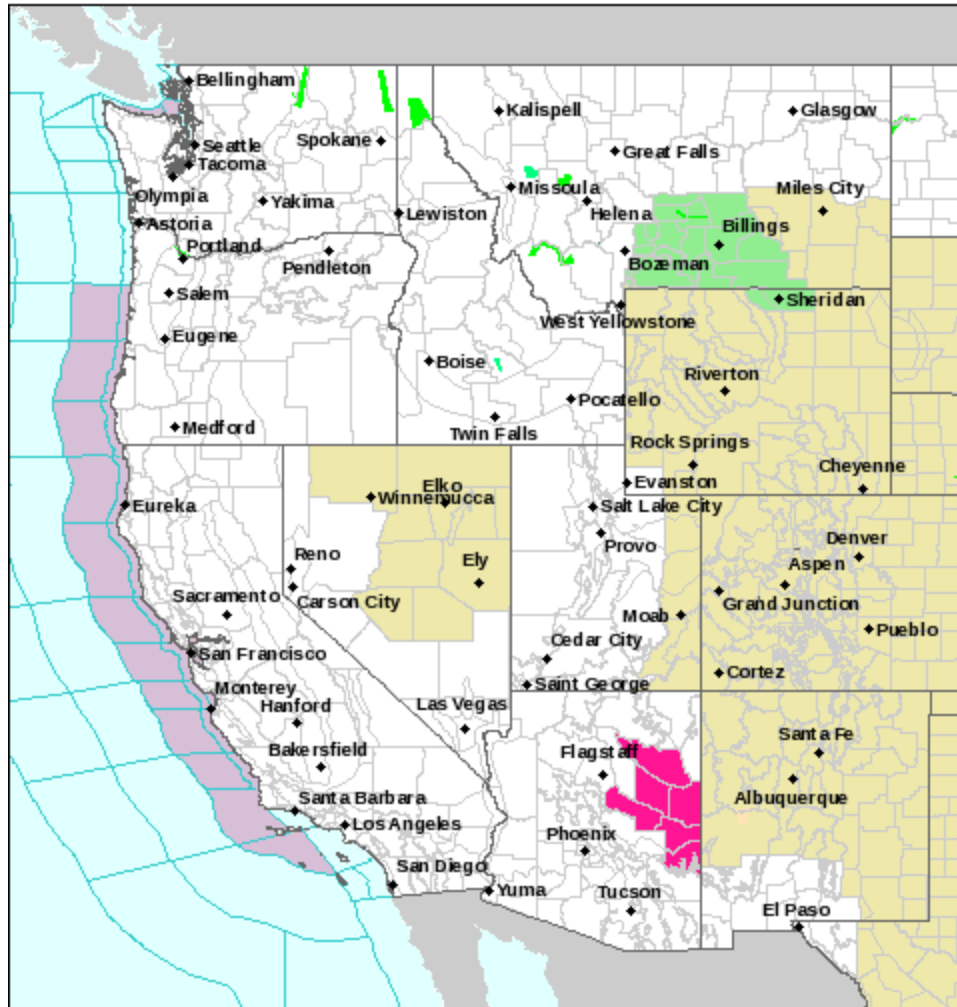 Bellingham
Kalispell
Glasgow
Seattle
Spokane
Great Falls
Tacoma
Missoula
Miles City
Olympia
Yakima
Lewiston
Helena
Astoria
Billings
Portland
Pendleton
Bozeman
Salem
Sheridan
West Yellowstone
Eugene
Boise
Riverton
Pocatello
Medford
Twin Falls
Rock Springs
Cheyenne
Elko
Evanston
Winnemucca
Eureka
Salt Lake City
Provo
Denver
Reno
Ely
Aspen
Sacramento
Carson City
Grand Junction
Moab
Pueblo
Cedar City
San Francisco
Cortez
Saint George
Monterey
Hanford
Las Vegas
Santa Fe
Bakersfield
Flagstaff
Santa Barbara
Albuquerque
Los Angeles
Phoenix
San Diego
Yuma
Tucson
El Paso